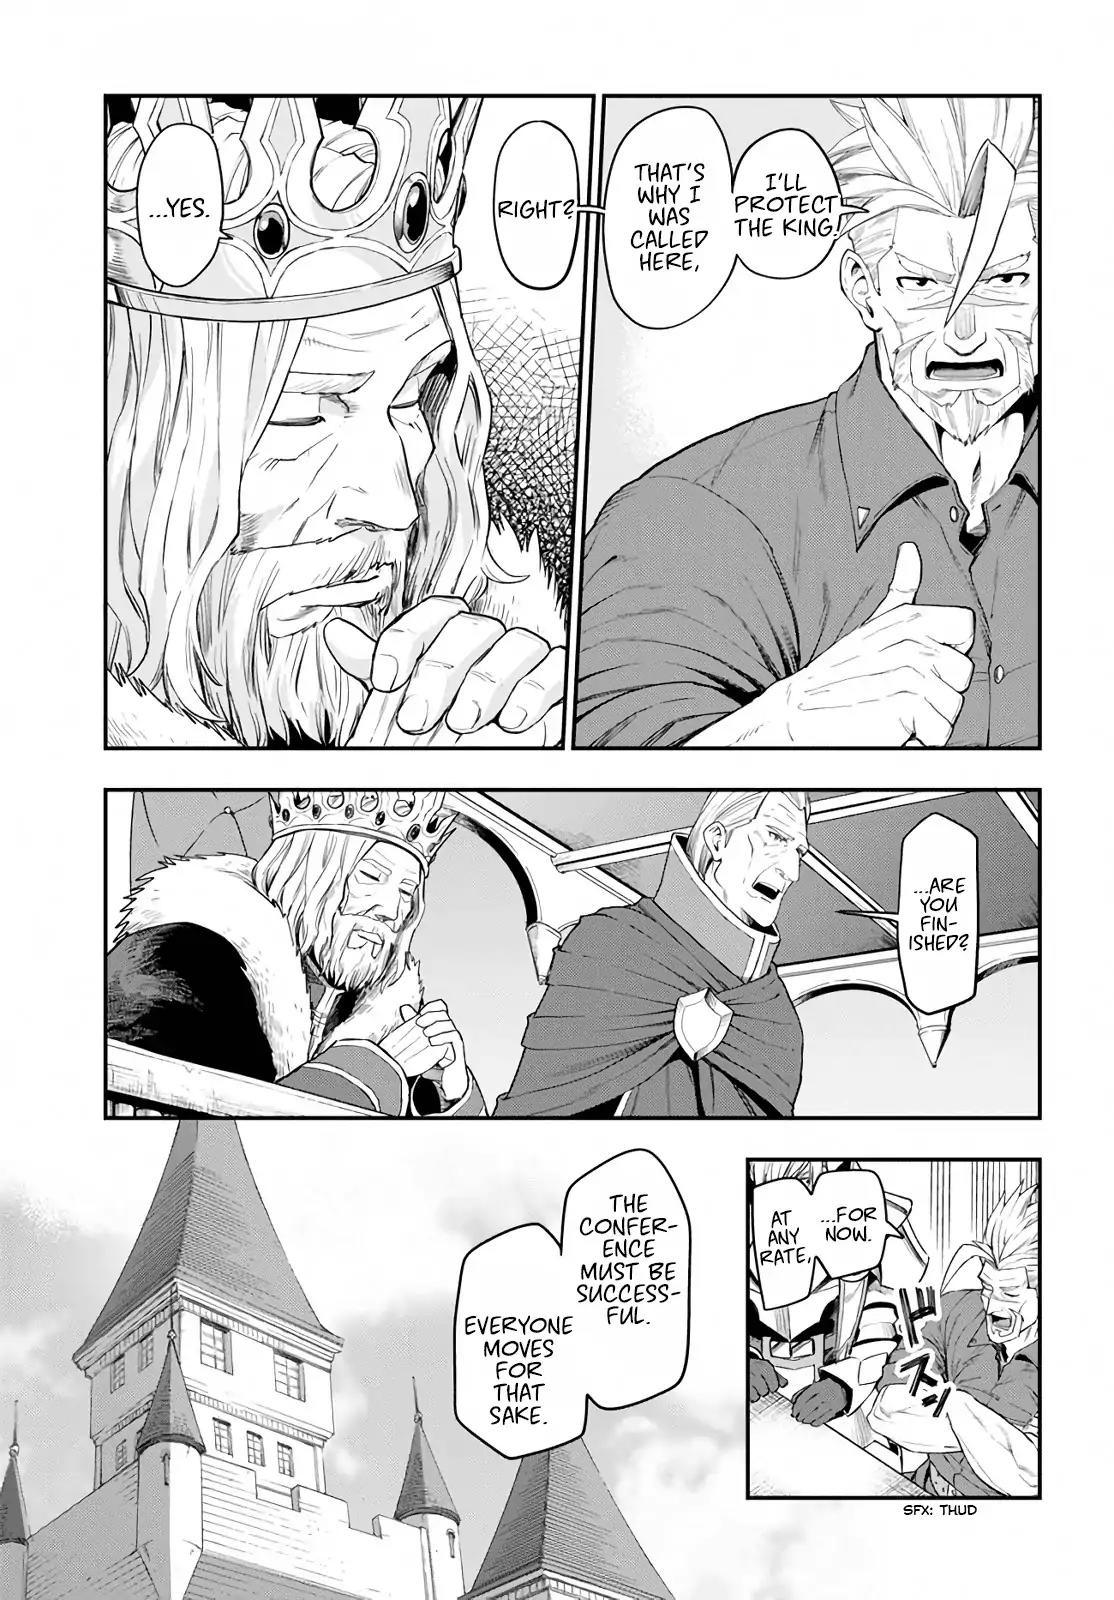 I'LL
PROTECT
THE KING!
THAT'S
WHY I
WAS
CALLED
HERE,
RIGHT?
...YES.
...ARE
YOU
FIN-
ISHED?
...FOR
NOW.
AT
ANY
RATE,
SFX: THUD
THE
CONFER-
ENCE
MUST BE
SUCCESS-
FUL.
EVERYONE
MOVES
FOR
THAT
SAKE.